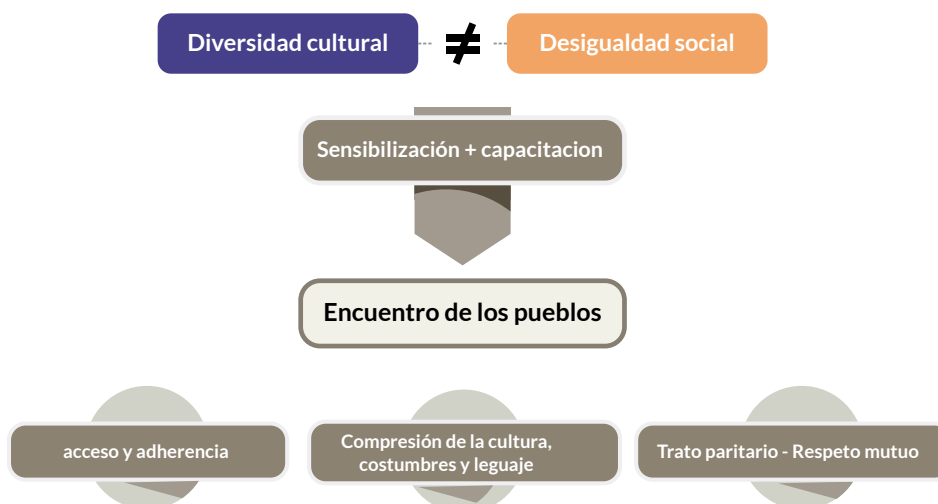 Diversidad cultural ≠ Desigualdad social
Sensibilización + capacitacion
Encuentro de los pueblos
acceso y adherencia
Compresión de la cultura,
costumbres y leguaje
Trato paritario - Respeto mutuo